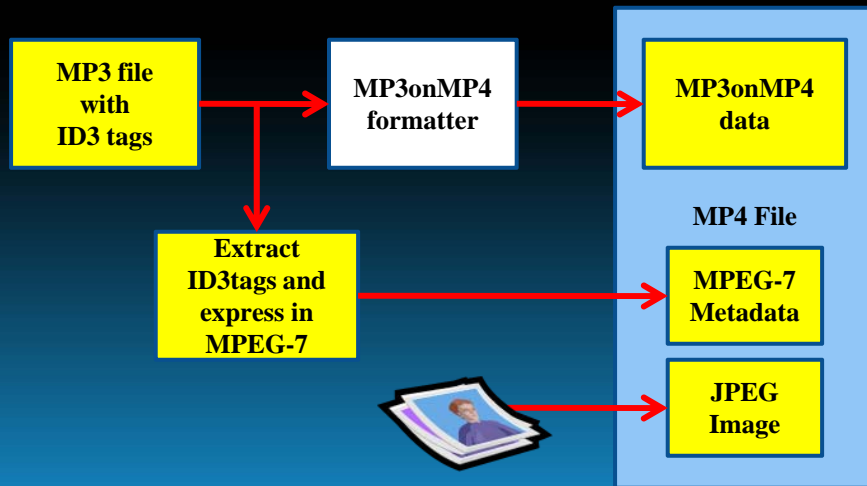 MP3 file
with
ID3 tags
MP3onMP4
formatter
MP3onMP4
data
MP4 File
Extract
ID3tags and
express in
MPEG-7
MPEG-7
Metadata
JPEG
Image